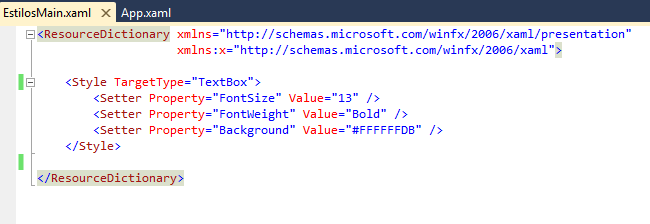 EstilosMain.xaml X App.xaml
<ResourceDictionary xmlns="http://schemas.microsoft.com/winfx/2006/xaml/presentation"
xmlns:x="http://schemas.microsoft.com/winfx/2006/xaml">
<Style TargetType="TextBox">
<Setter Property="FontSize" Value="13" />
<Setter Property="FontWeight" Value="Bold" />
<Setter Property="Background" Value="#FFFFFFDB" />
</Style>
</ResourceDictionary>